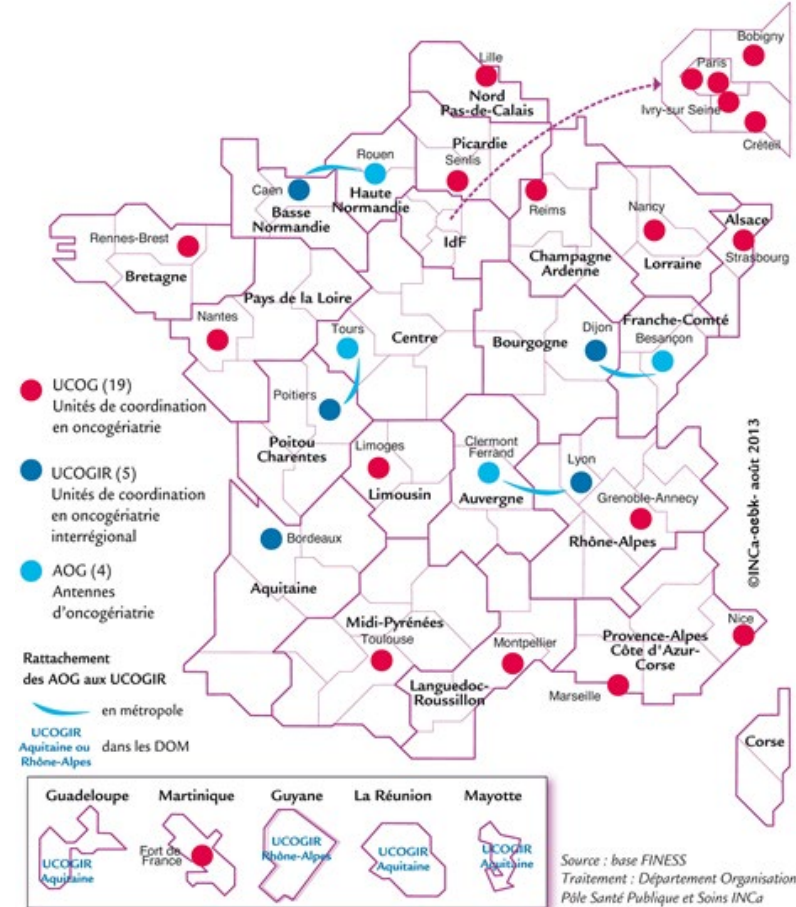 Bobigny
Lille
Paris
Nord
Pas-de-Calais
Ivry-sur Seine
Créteil
Picardie
Rouen
Senlis
Caen
Haute
Normandie
Basse
Normandie
Reims
Nancy
Alsace
IdF
Strasbourg
Rennes-Brest
Champagne
Ardenne
Lorraine
Bretagne
Pays de la Loire
Nantes
Tours
Centre
Bourgogne
Dijon
Franche-Comté
Besançon
UCOG (19)
Unités de coordination
en oncogériatrie
Poitiers
Poitou
Charentes
Limoges
Limousin
Clermont
Ferrand
Auvergne
Lyon
Grenoble-Annecy
Rhône-Alpes
UCOGIR (5)
Unités de coordination
en oncogériatrie
interrégional
Bordeaux
Aquitaine
AOG (4)
Antennes
d'oncogériatrie
Midi-Pyrénées
Toulouse
Montpellier
Languedoc-
Roussillon
Provence-Alpes
Côte d'Azur-
Corse
Nice
Marseille
Corse
©INCa-oebk- août 2013
Rattachement
des AOG aux UCOGIR
en métropole
UCOGIR
Aquitaine ou
Rhône-Alpes
dans les DOM
Guadeloupe
Martinique
Guyane
La Réunion
Mayotte
UCOGIR
Aquitaine
Fort de
France
UCOGIR
Rhône-Alpes
UCOGIR
Aquitaine
UCOGIR
Aquitaine
Source : base FINESS
Traitement : Département Organisation
Pôle Santé Publique et Soins INCa